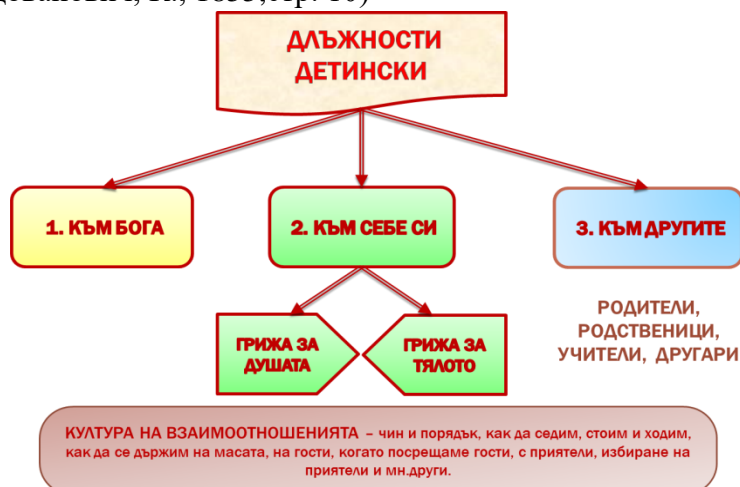 ДЛЪЖНОСТИ
ДЕТИНСКИ
1. КЪМ БОГА
2. КЪМ СЕБЕ СИ
3. КЪМ ДРУГИТЕ
ГРИЖА ЗА
ДУШАТА
ГРИЖА ЗА
ТЯЛОТО
РОДИТЕЛИ,
РОДСТВЕНИЦИ,
УЧИТЕЛИ, ДРУГАРИ
КУЛТУРА НА ВЗАИМООТНОШЕНИЯТА – чин и порядък, как да седим, стоим и ходим,
как да се държим на масата, на гости, когато посрещаме гости, с приятели, избиране на
приятели и мн.други.